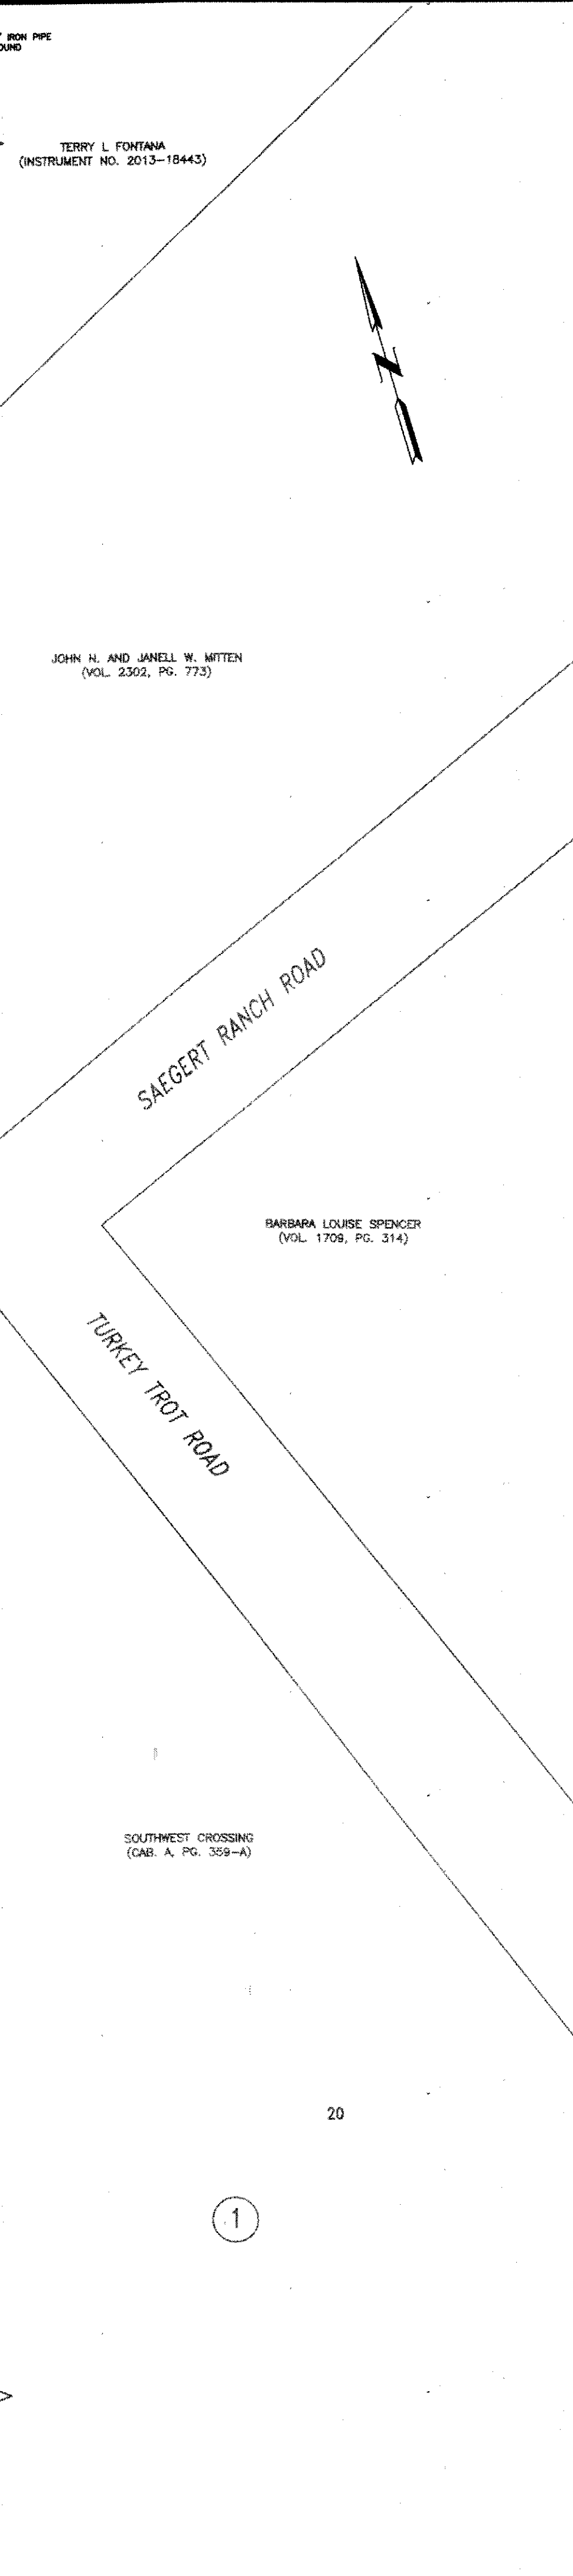 IRON PIPE
TERRY L FONTANA
(INSTRUMENT NO. 2013-18443)
N
JOHN N. AND JANELL W. MITTEN
(VOL. 2302, PG. 773)
SAEGERT RANCH ROAD
BARBARA LOUISE SPENCER
(VOL. 1709, PG. 314)
TURKEY TROT ROAD
SOUTHWEST CROSSING
(CAB. A, PG. 359-A)
20
1